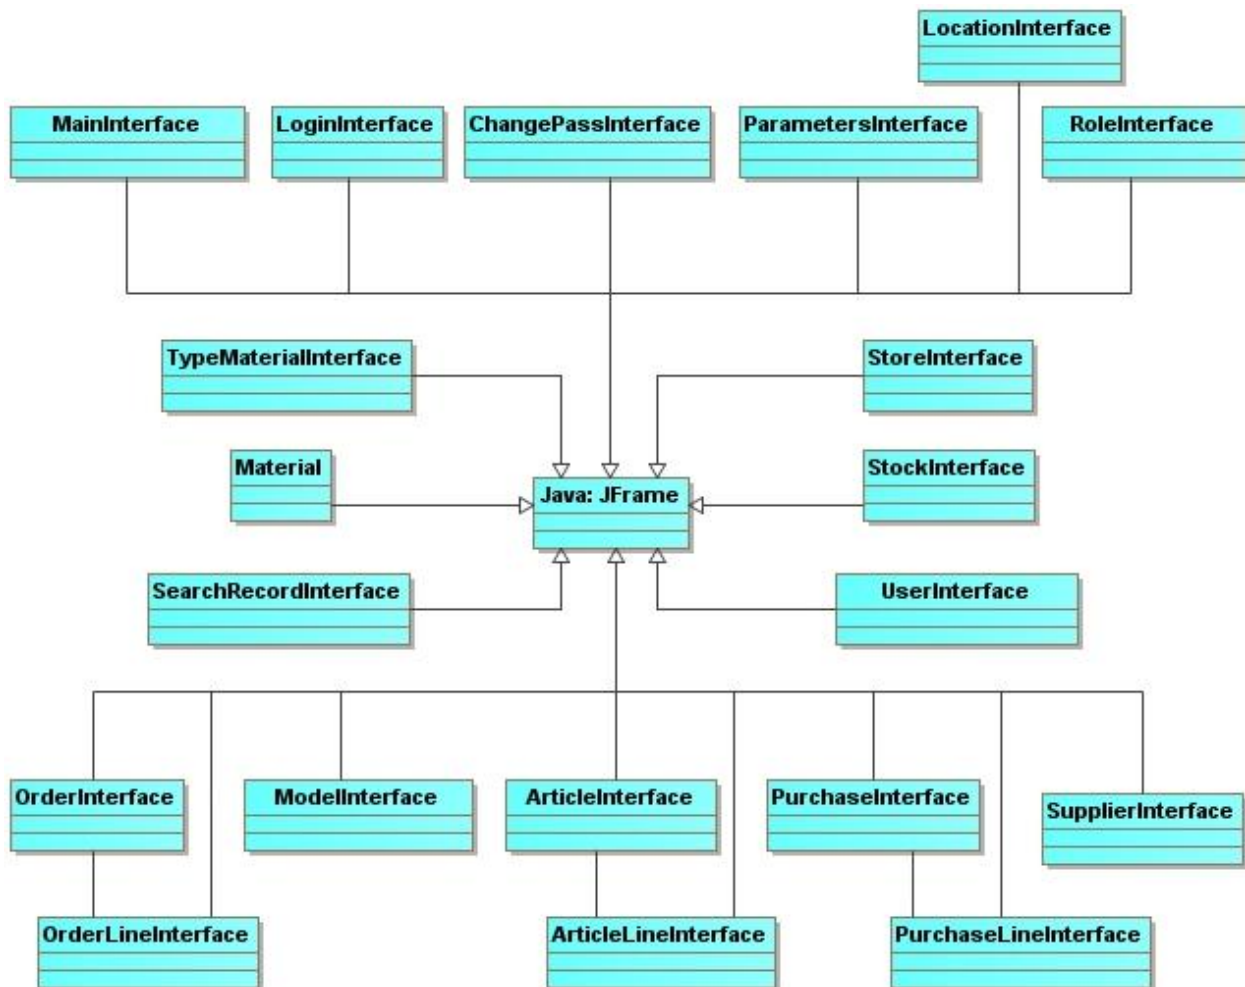 LocationInterface
MainInterface
LoginInterface
ChangePassInterface
ParametersInterface
RoleInterface
TypeMaterialInterface
StoreInterface
Material
StockInterface
Java: JFrame
SearchRecordInterface
UserInterface
OrderInterface
ModelInterface
ArticleInterface
PurchaseInterface
SupplierInterface
OrderLineInterface
ArticleLineInterface
PurchaseLineInterface